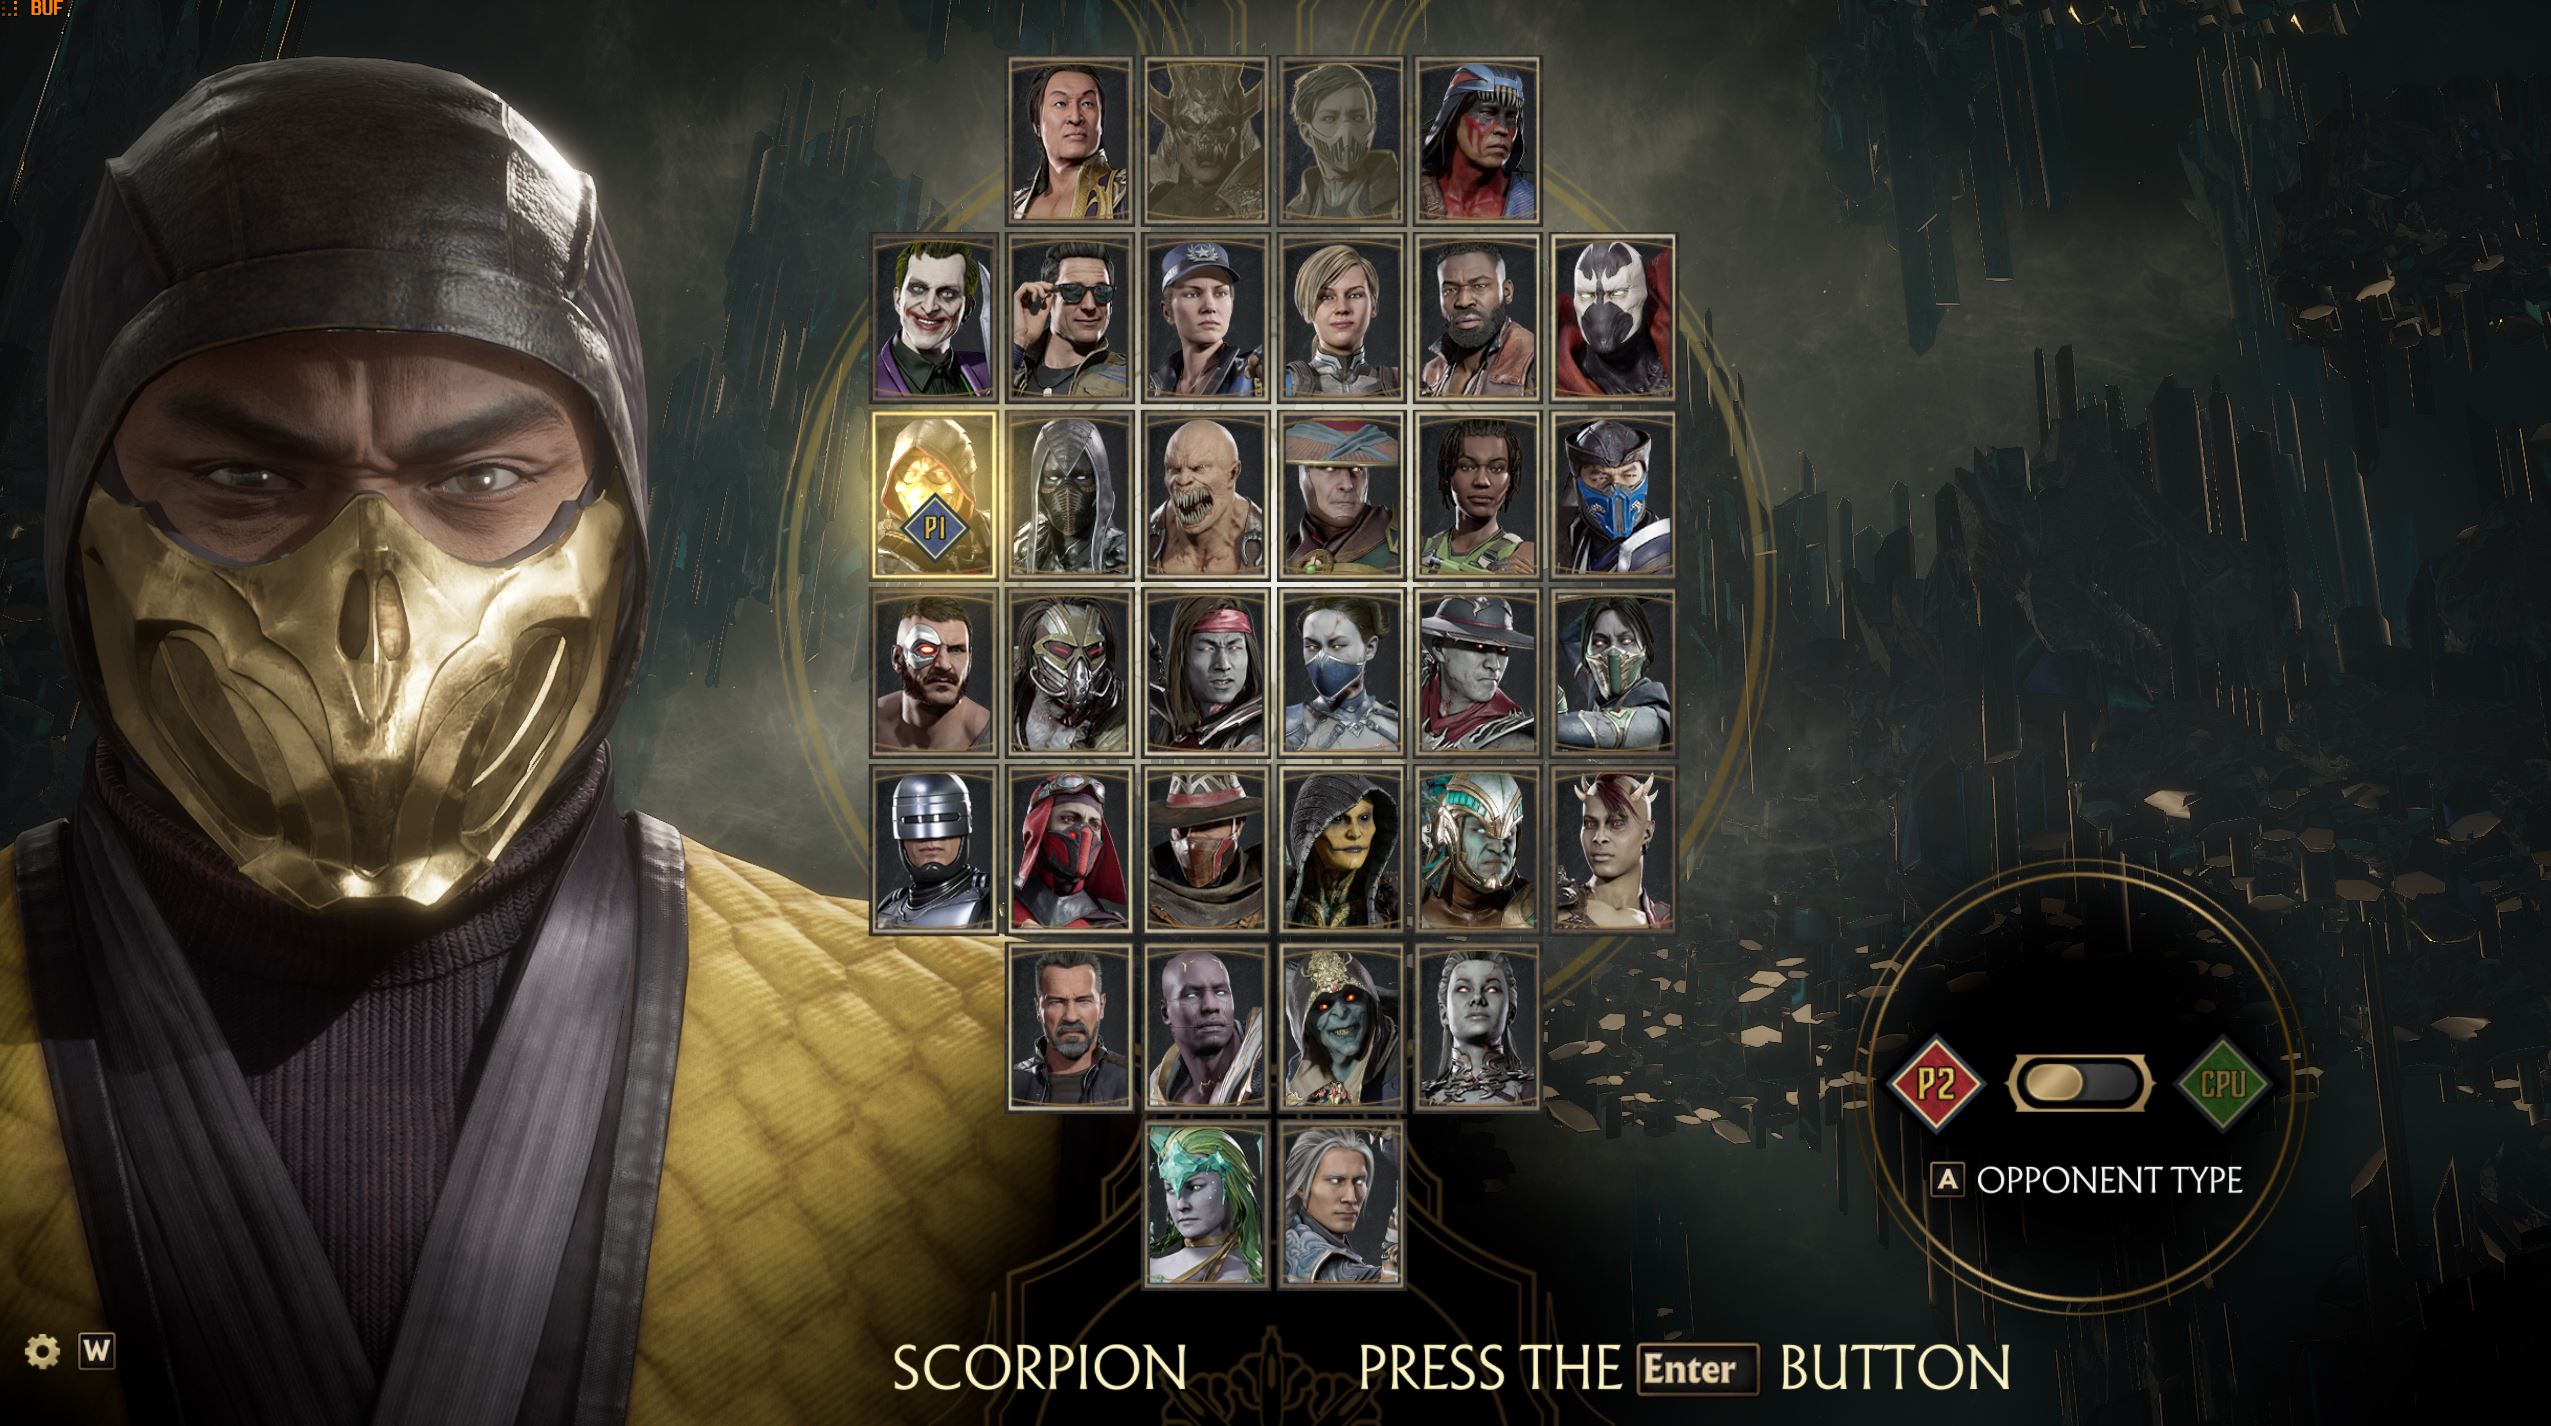 BUF
P1
P2
CPU
A OPPONENT TYPE
W
SCORPION
PRESS THE Enter BUTTON